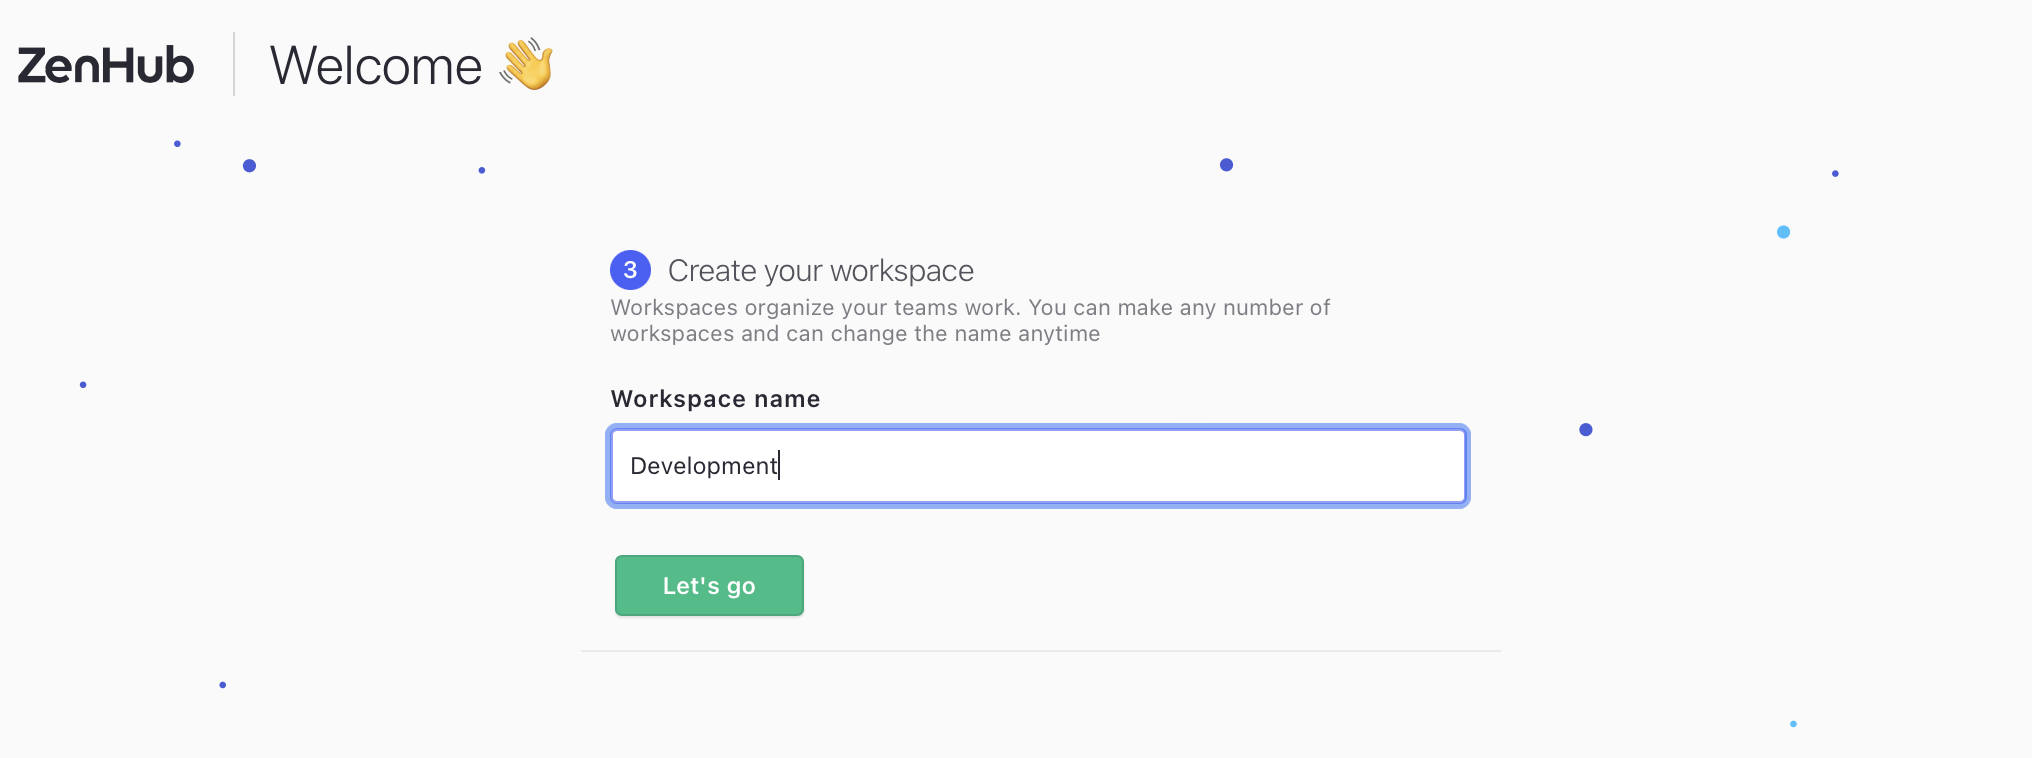 ZenHub
Welcome 👋
3 Create your workspace
Workspaces organize your teams work. You can make any number of
workspaces and can change the name anytime
Workspace name
Development
Let's go